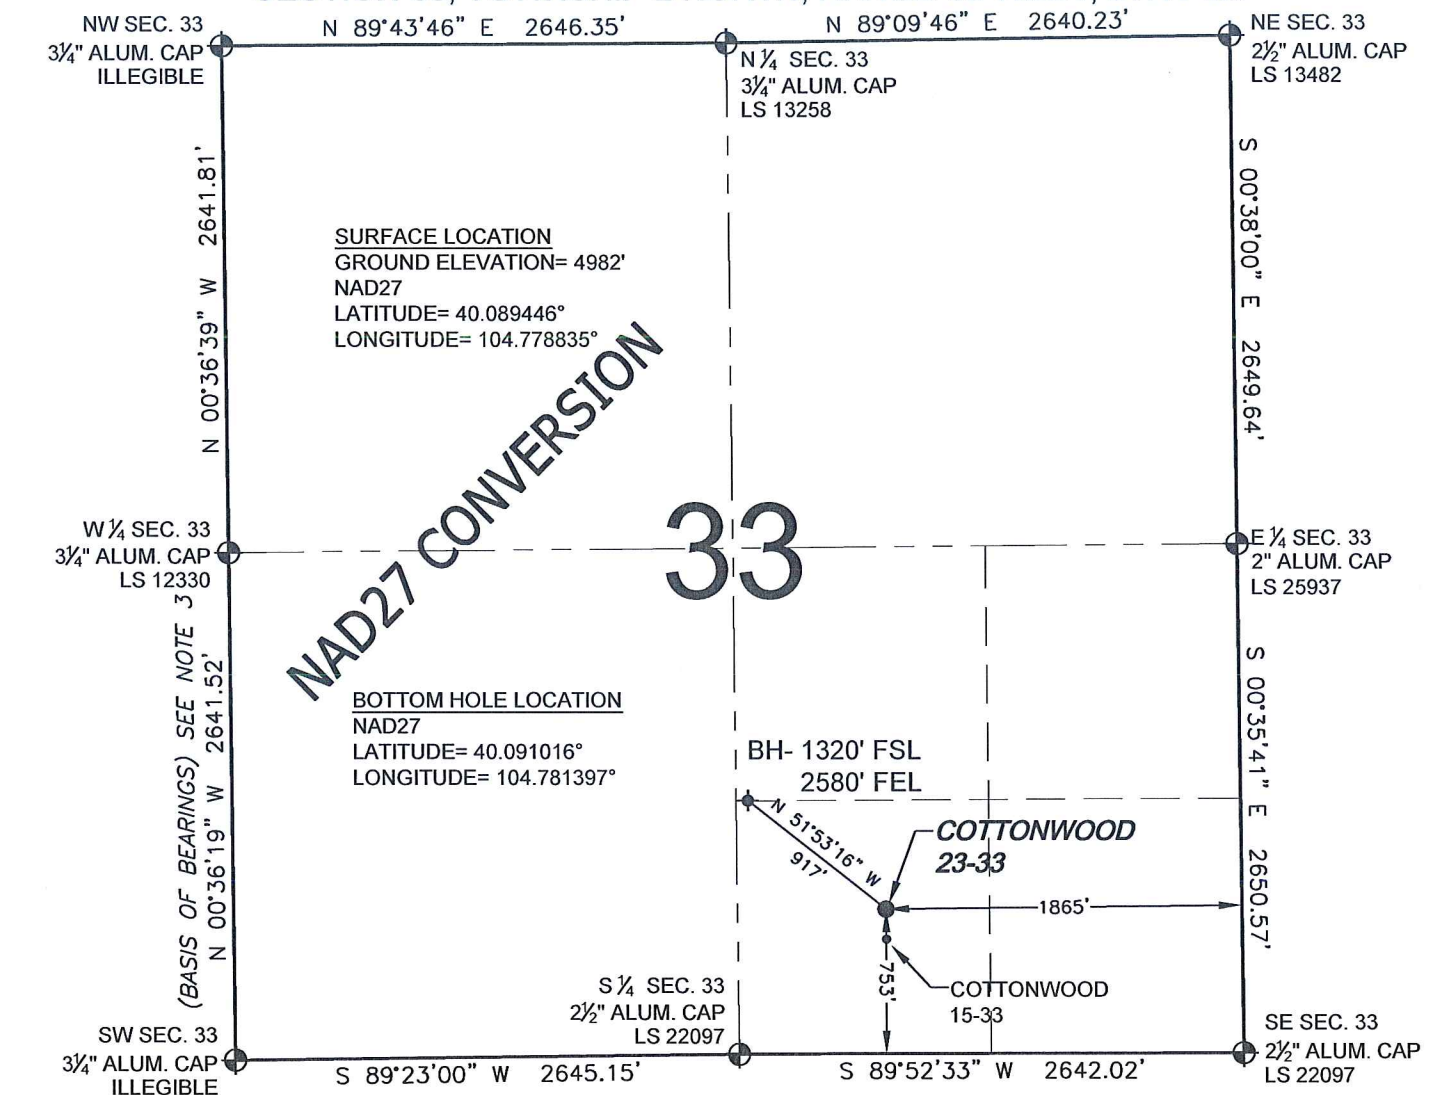 N 89°43'46" E 2646.35'
N 89°09'46" E 2640.23'
NW SEC. 33
3¼" ALUM. CAP
ILLEGIBLE
N ¼ SEC. 33
3¼" ALUM. CAP
LS 13258
NE SEC. 33
2½" ALUM. CAP
LS 13482
N 00°36'39" W 2641.81'
S 00°38'00" E 2649.64'
SURFACE LOCATION
GROUND ELEVATION= 4982'
NAD27
LATITUDE= 40.089446°
LONGITUDE= 104.778835°
NAD27 CONVERSION
33
W ¼ SEC. 33
3¼" ALUM. CAP
LS 12330
E ¼ SEC. 33
2" ALUM. CAP
LS 25937
(BASIS OF BEARINGS) SEE NOTE 3
N 00°36'19" W 2641.52'
S 00°35'41" E 2650.57'
BOTTOM HOLE LOCATION
NAD27
LATITUDE= 40.091016°
LONGITUDE= 104.781397°
BH- 1320' FSL
2580' FEL
N 51°53'16" W
917'
COTTONWOOD
23-33
1865'
753'
COTTONWOOD
15-33
S ¼ SEC. 33
2½" ALUM. CAP
LS 22097
SW SEC. 33
3¼" ALUM. CAP
ILLEGIBLE
SE SEC. 33
2½" ALUM. CAP
LS 22097
S 89°23'00" W 2645.15'
S 89°52'33" W 2642.02'